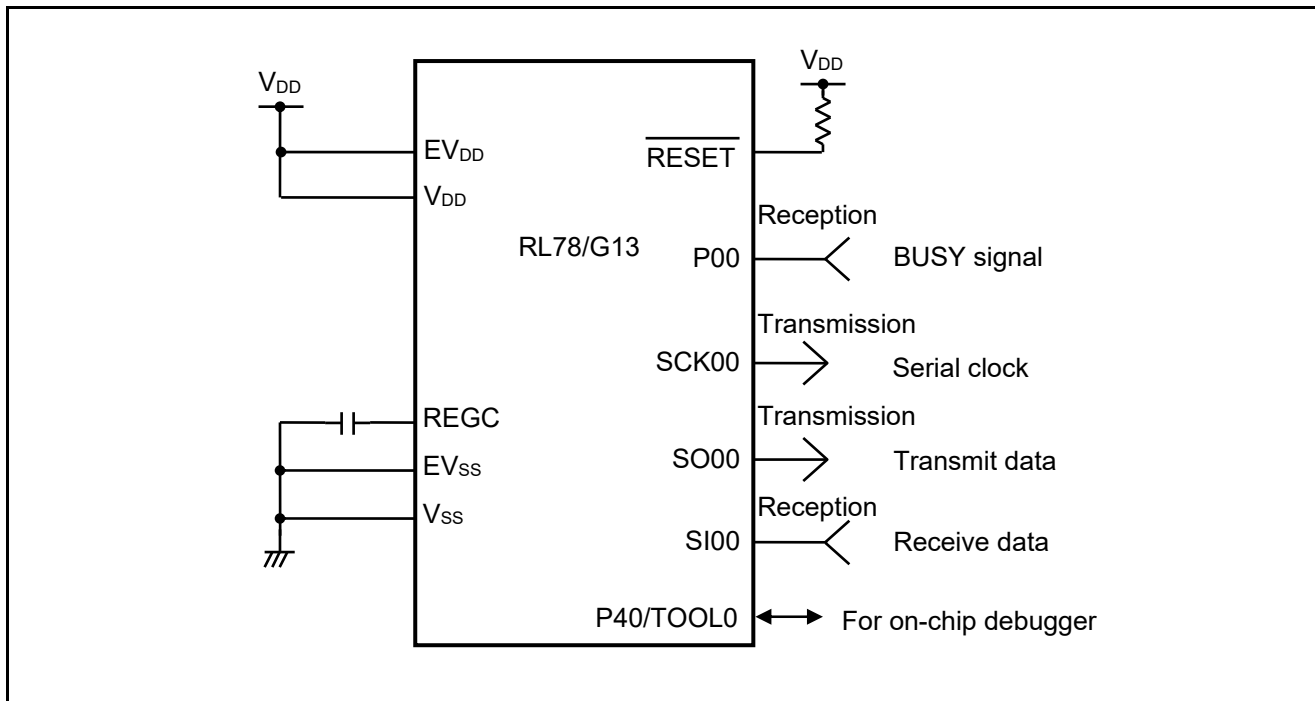 VDD
VDD
EVDD
RESET
VDD
Reception
RL78/G13
P00
BUSY signal
Transmission
SCK00
Serial clock
REGC
Transmission
EVSS
SO00
Transmit data
VSS
Reception
SI00
Receive data
P40/TOOL0
For on-chip debugger